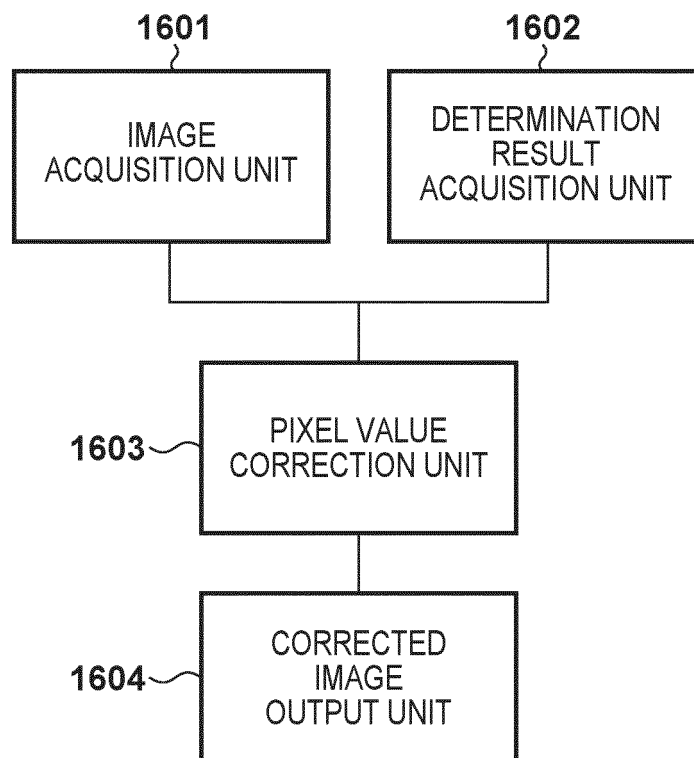 1601
1602
IMAGE
ACQUISITION UNIT
DETERMINATION
RESULT
ACQUISITION UNIT
1603
PIXEL VALUE
CORRECTION UNIT
1604
CORRECTED
IMAGE
OUTPUT UNIT